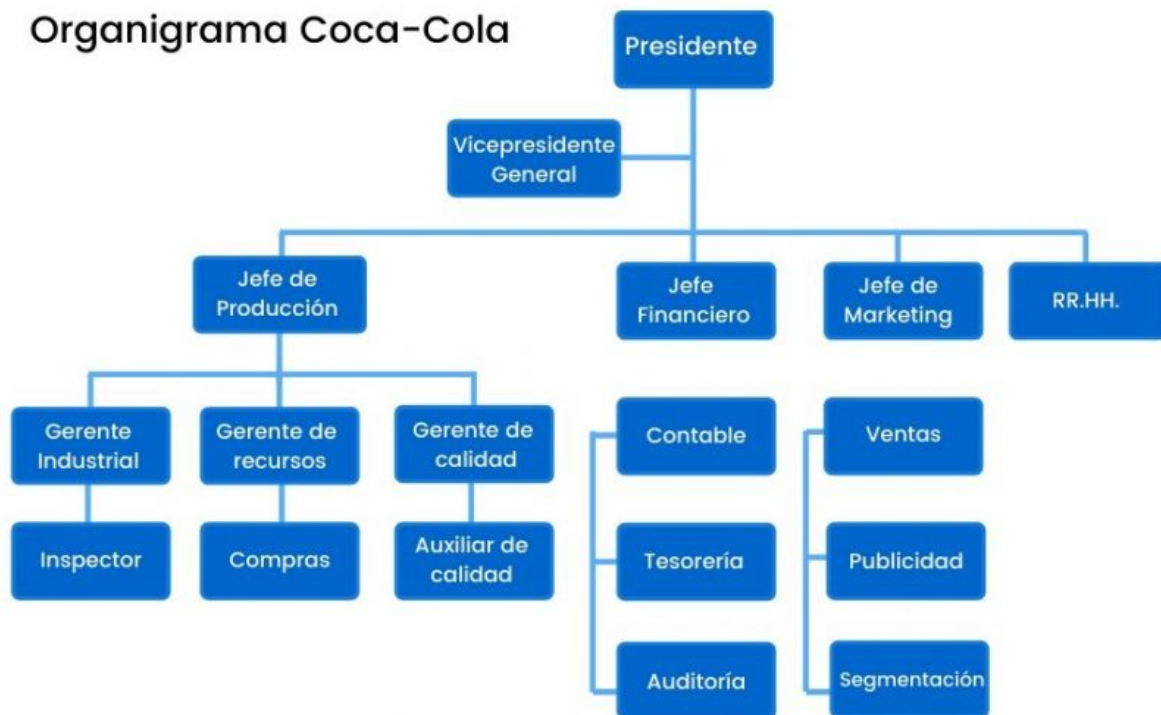 Organigrama Coca-Cola
Presidente
Vicepresidente
General
Jefe de
Producción
Jefe
Financiero
Jefe de
Marketing
RR.HH.
Gerente
Industrial
Gerente de
recursos
Gerente de
calidad
Contable
Ventas
Inspector
Compras
Auxiliar de
calidad
Tesorería
Publicidad
Auditoría
Segmentación